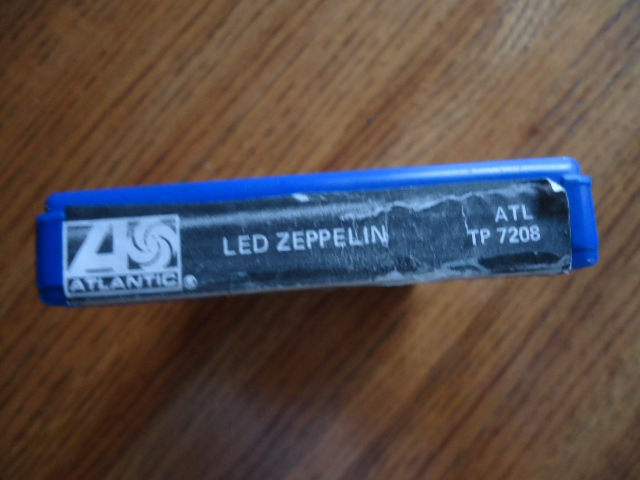 ATLANTIC®
LED ZEPPELIN
ATL
TP 7208